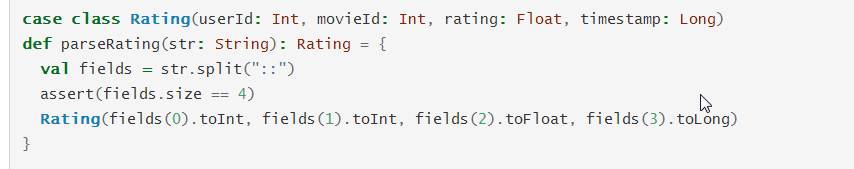 case class Rating(userId: Int, movieId: Int, rating: Float, timestamp: Long)
def parseRating(str: String): Rating = {
  val fields = str.split("::")
  assert(fields.size == 4)
  Rating(fields(0).toInt, fields(1).toInt, fields(2).toFloat, fields(3).toLong)
}